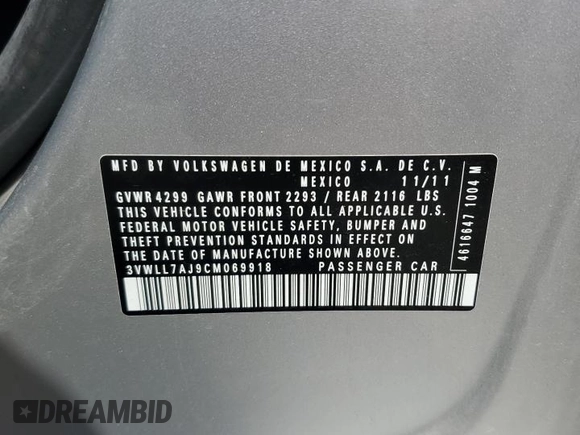 MFD BY VOLKSWAGEN DE MEXICO S.A. DE C.V.
MEXICO 11/11
GVWR 4299 GAWR FRONT 2293 / REAR 2116 LBS
THIS VEHICLE CONFORMS TO ALL APPLICABLE U.S.
FEDERAL MOTOR VEHICLE SAFETY, BUMPER AND
THEFT PREVENTION STANDARDS IN EFFECT ON
THE DATE OF MANUFACTURE SHOWN ABOVE.
3VWLL7AJ9CM069918 PASSENGER CAR
4616647 1004 M
DREAMBID